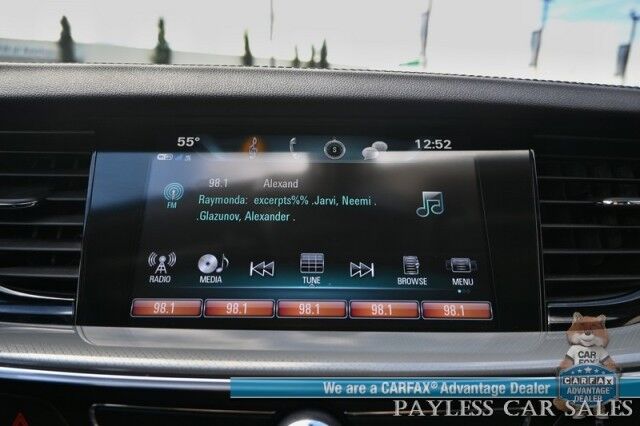 55°
S
12:52
98.1 Alexand
FM
Raymonda: excerpts%% .Jarvi, Neemi .
.Glazunov, Alexander .
RADIO MEDIA TUNE BROWSE MENU
98.1 98.1 98.1 98.1 98.1
CAR FOX
We are a CARFAX® Advantage Dealer
CARFAX
ADVANTAGE DEALER
PAYLESS CAR SALES